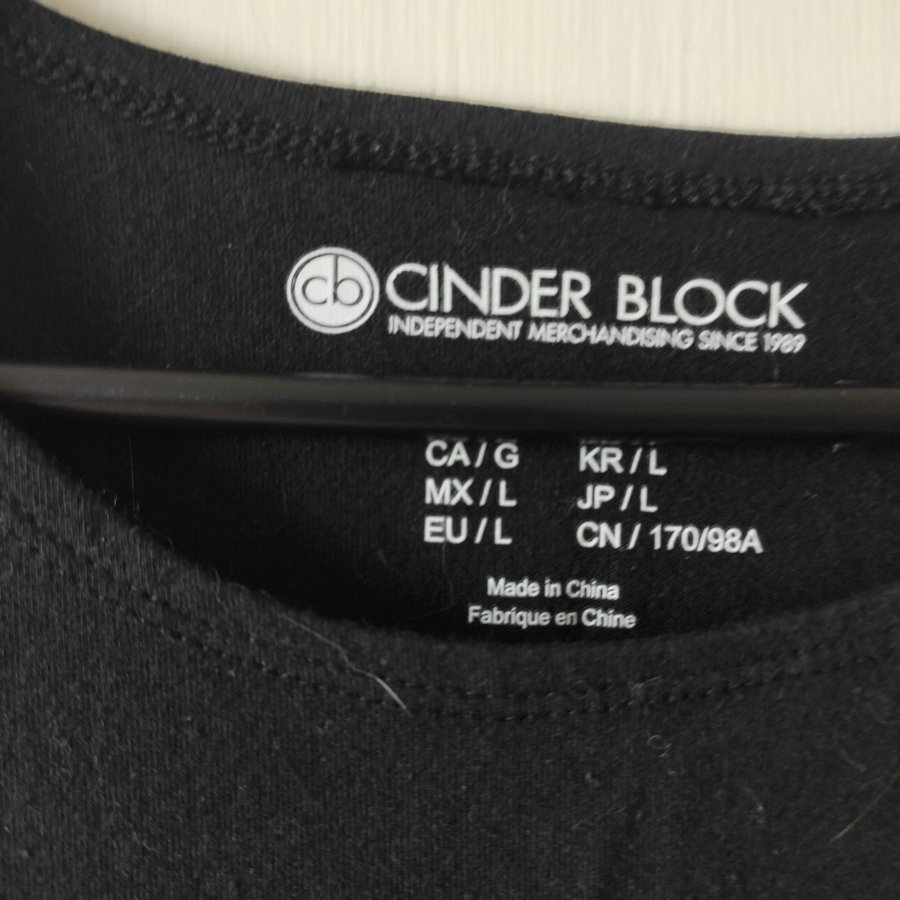 cb CINDER BLOCK
INDEPENDENT MERCHANDISING SINCE 1989
CA / G KR / L
MX / L JP / L
EU / L CN / 170/98A
Made in China
Fabrique en Chine